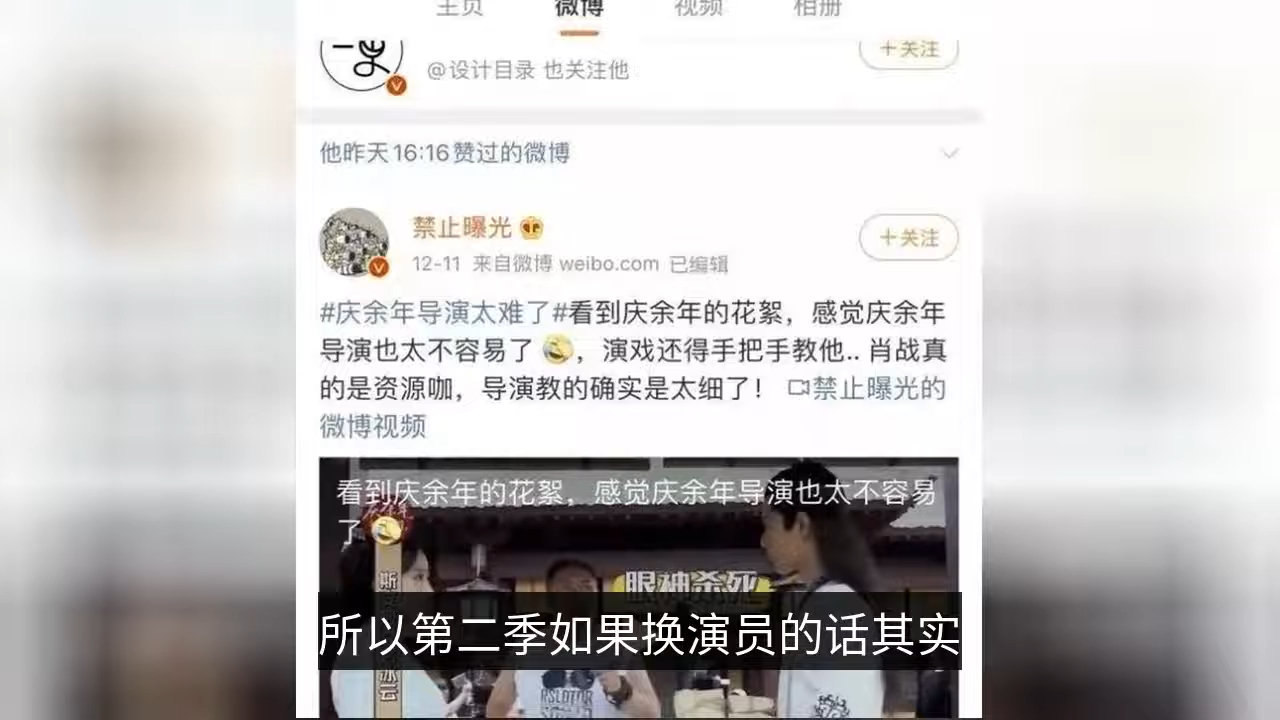 主页 微博 视频 相册
@设计目录 也关注他
+关注
他昨天16:16赞过的微博
禁止曝光
+关注
12-11 来自微博 weibo.com 已编辑
#庆余年导演太难了#看到庆余年的花絮，感觉庆余年
导演也太不容易了🤣，演戏还得手把手教他..肖战真
的是资源咖，导演教的确实是太细了！ 禁止曝光的
微博视频
看到庆余年的花絮，感觉庆余年导演也太不容易
了🤣
眼神杀死
所以第二季如果换演员的话其实